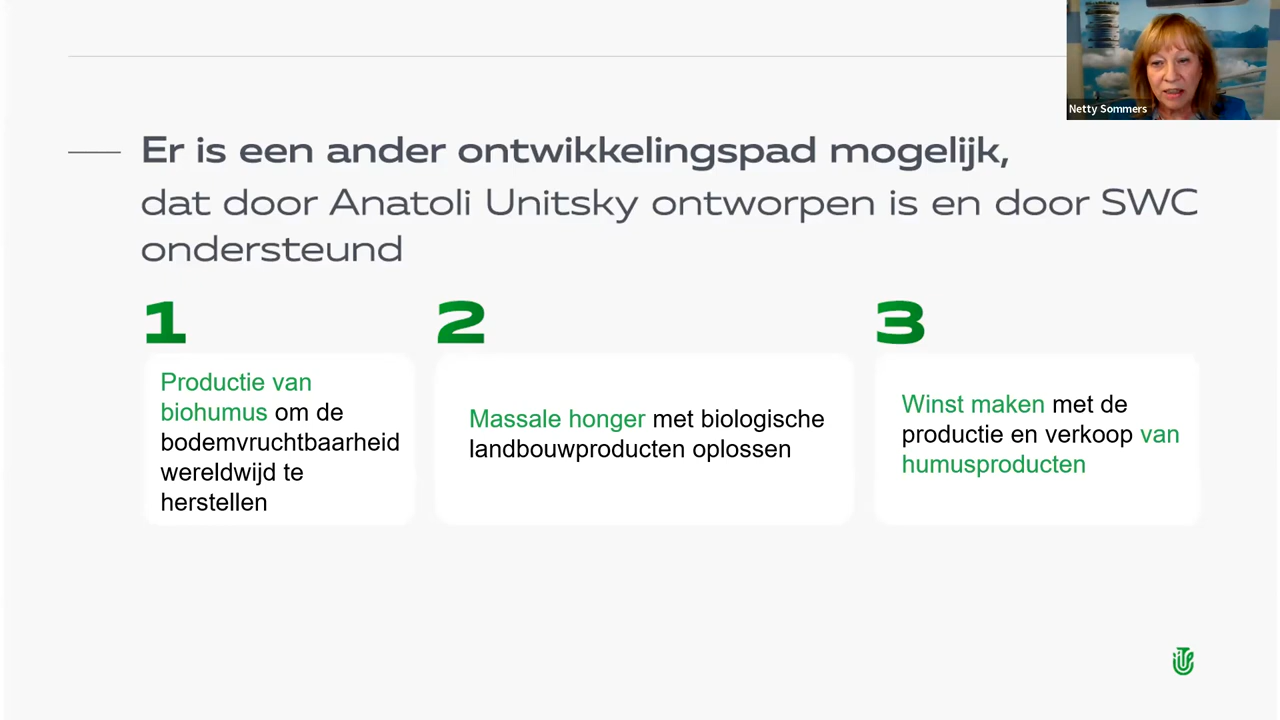 Netty Sommers
Er is een ander ontwikkelingspad mogelijk,
dat door Anatoli Unitsky ontworpen is en door SWC
ondersteund
1
Productie van
biohumus om de
bodemvruchtbaarheid
wereldwijd te
herstellen
2
Massale honger met biologische
landbouwproducten oplossen
3
Winst maken met de
productie en verkoop van
humusproducten